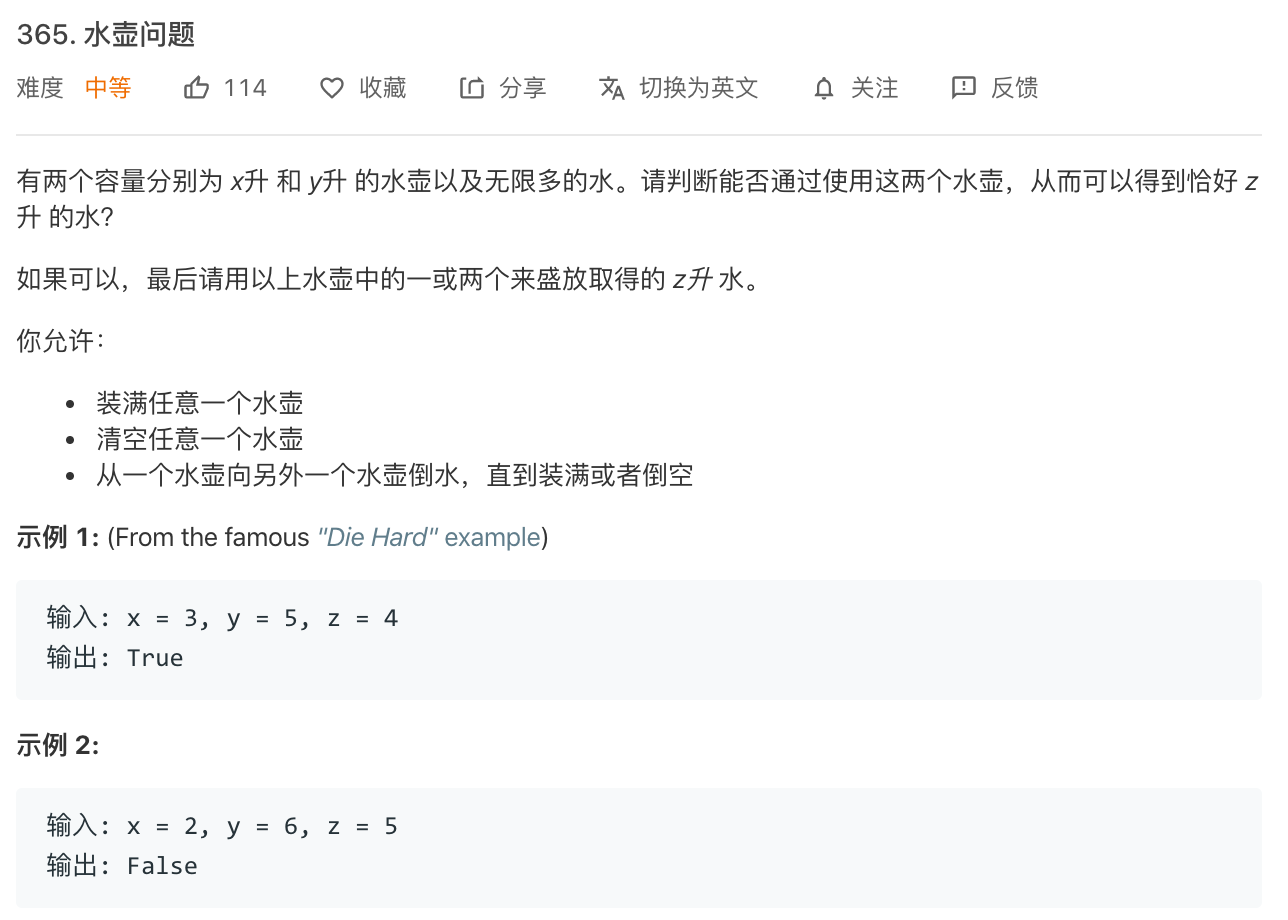 365. 水壶问题
难度 中等 114 收藏 分享 切换为英文 关注 反馈
有两个容量分别为 x升 和 y升 的水壶以及无限多的水。请判断能否通过使用这两个水壶，从而可以得到恰好 z
升 的水？
如果可以，最后请用以上水壶中的一或两个来盛放取得的 z升 水。
你允许：
• 装满任意一个水壶
• 清空任意一个水壶
• 从一个水壶向另外一个水壶倒水，直到装满或者倒空
示例 1: (From the famous "Die Hard" example)
输入: x = 3, y = 5, z = 4
输出: True
示例 2:
输入: x = 2, y = 6, z = 5
输出: False